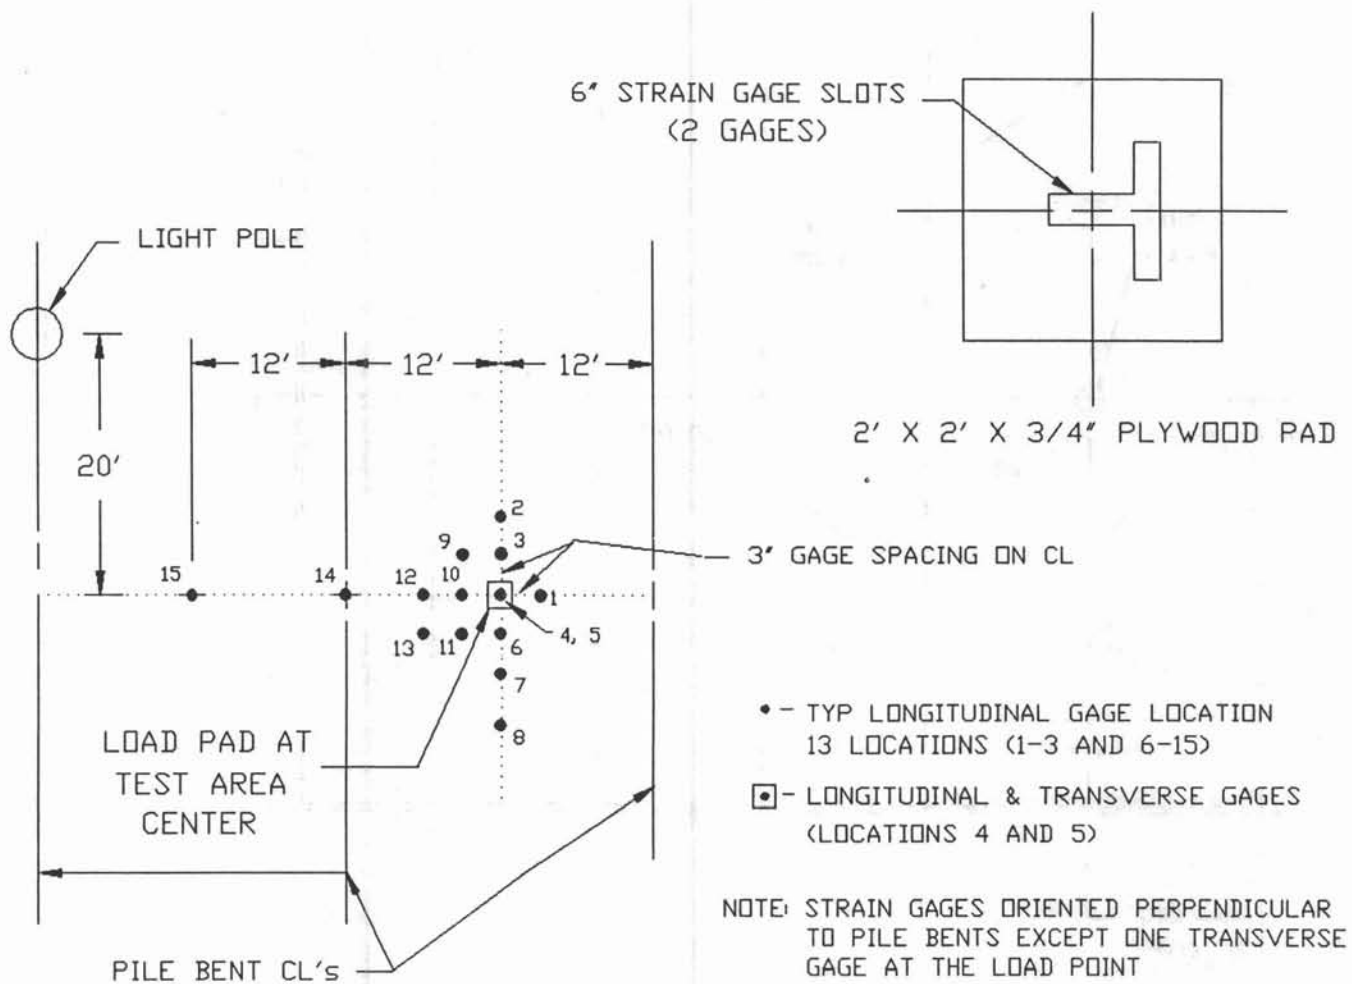 6" STRAIN GAGE SLOTS
(2 GAGES)
LIGHT POLE
12'
12'
12'
20'
2' X 2' X 3/4" PLYWOOD PAD
2
9
3
3" GAGE SPACING ON CL
15
14
12
10
1
4, 5
13
11
6
7
8
LOAD PAD AT
TEST AREA
CENTER
PILE BENT CL's
• - TYP LONGITUDINAL GAGE LOCATION
13 LOCATIONS (1-3 AND 6-15)
- LONGITUDINAL & TRANSVERSE GAGES
(LOCATIONS 4 AND 5)
NOTE: STRAIN GAGES ORIENTED PERPENDICULAR
TO PILE BENTS EXCEPT ONE TRANSVERSE
GAGE AT THE LOAD POINT